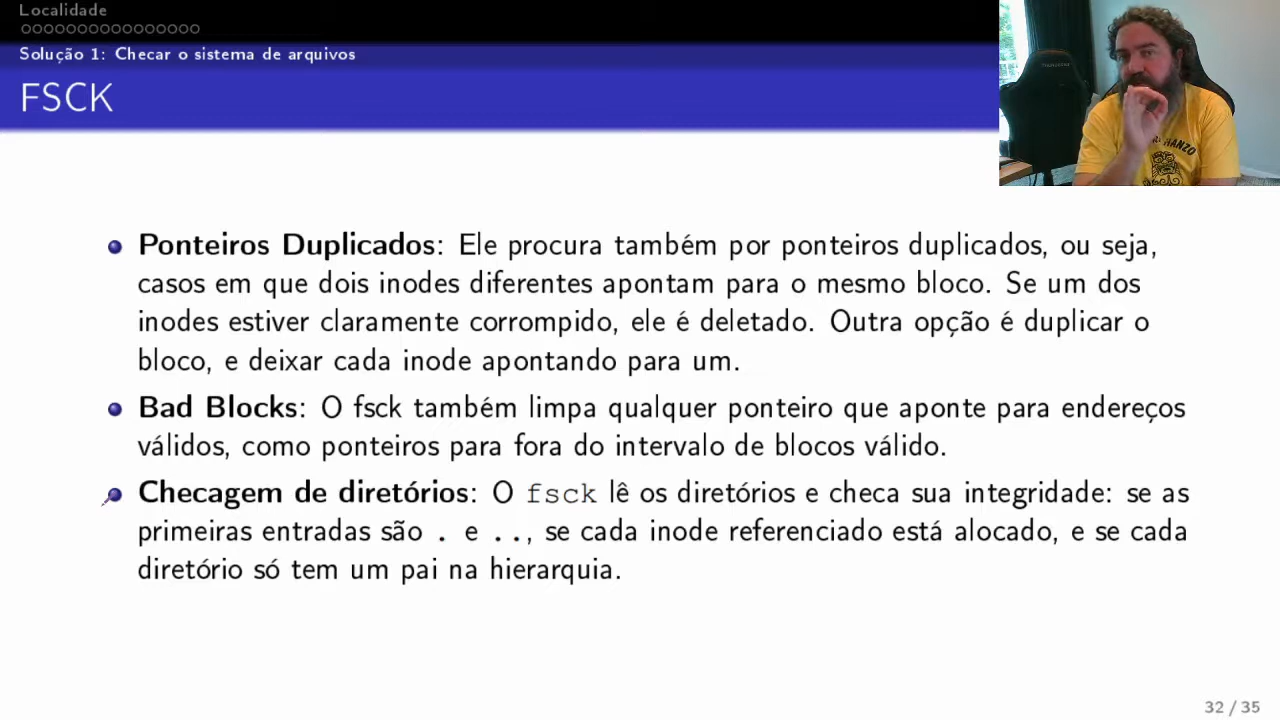 Localidade
Solução 1: Checar o sistema de arquivos
FSCK
Ponteiros Duplicados: Ele procura também por ponteiros duplicados, ou seja,
casos em que dois inodes diferentes apontam para o mesmo bloco. Se um dos
inodes estiver claramente corrompido, ele é deletado. Outra opção é duplicar o
bloco, e deixar cada inode apontando para um.
Bad Blocks: O fsck também limpa qualquer ponteiro que aponte para endereços
válidos, como ponteiros para fora do intervalo de blocos válido.
Checagem de diretórios: O fsck lê os diretórios e checa sua integridade: se as
primeiras entradas são . e .., se cada inode referenciado está alocado, e se cada
diretório só tem um pai na hierarquia.
32 / 35